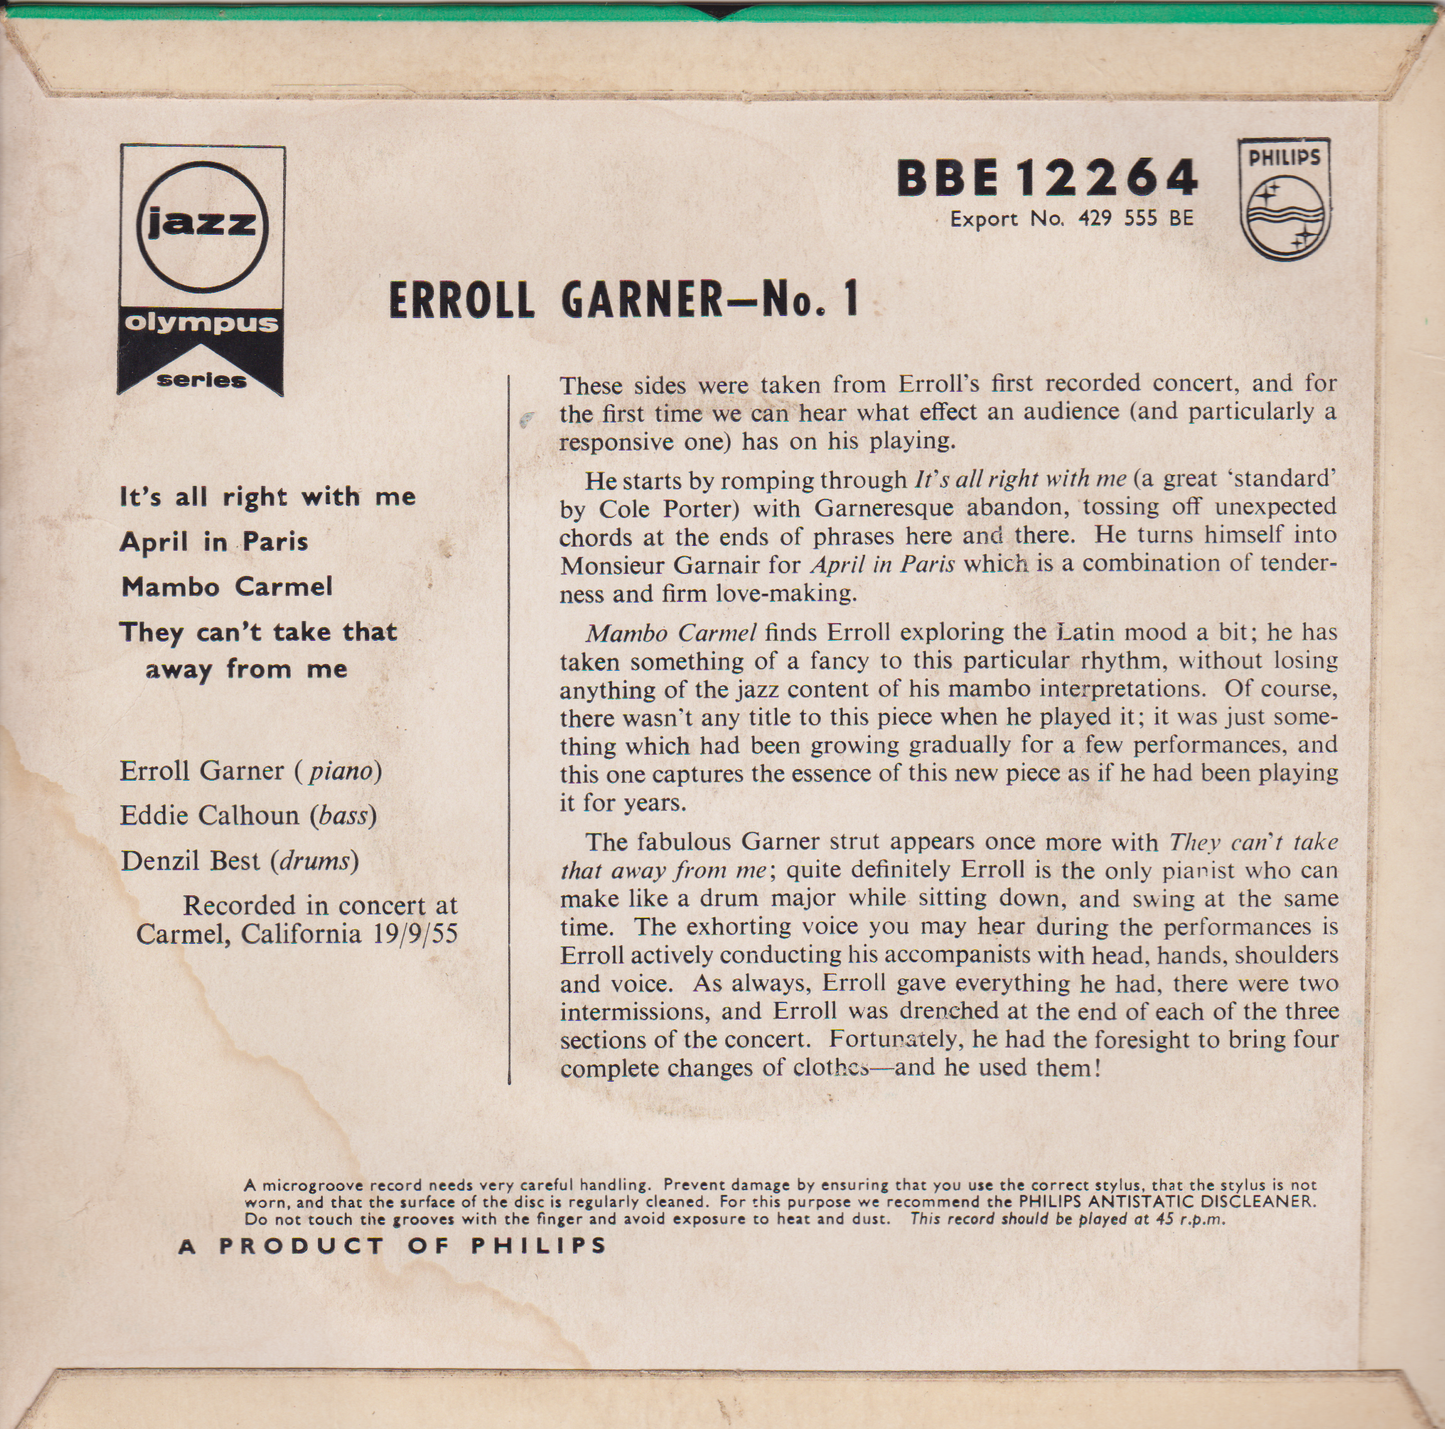 jazz
olympus
series
BBE 12264
Export No. 429 555 BE
PHILIPS
ERROLL GARNER—No. 1
It's all right with me
April in Paris
Mambo Carmel
They can't take that
away from me
Erroll Garner (piano)
Eddie Calhoun (bass)
Denzil Best (drums)
Recorded in concert at
Carmel, California 19/9/55
These sides were taken from Erroll's first recorded concert, and for
the first time we can hear what effect an audience (and particularly a
responsive one) has on his playing.
He starts by romping through It's all right with me (a great 'standard'
by Cole Porter) with Garneresque abandon, tossing off unexpected
chords at the ends of phrases here and there. He turns himself into
Monsieur Garnair for April in Paris which is a combination of tender-
ness and firm love-making.
Mambo Carmel finds Erroll exploring the Latin mood a bit; he has
taken something of a fancy to this particular rhythm, without losing
anything of the jazz content of his mambo interpretations. Of course,
there wasn't any title to this piece when he played it; it was just some-
thing which had been growing gradually for a few performances, and
this one captures the essence of this new piece as if he had been playing
it for years.
The fabulous Garner strut appears once more with They can't take
that away from me; quite definitely Erroll is the only pianist who can
make like a drum major while sitting down, and swing at the same
time. The exhorting voice you may hear during the performances is
Erroll actively conducting his accompanists with head, hands, shoulders
and voice. As always, Erroll gave everything he had, there were two
intermissions, and Erroll was drenched at the end of each of the three
sections of the concert. Fortunately, he had the foresight to bring four
complete changes of clothes—and he used them!
A microgroove record needs very careful handling. Prevent damage by ensuring that you use the correct stylus, that the stylus is not
worn, and that the surface of the disc is regularly cleaned. For this purpose we recommend the PHILIPS ANTISTATIC DISCLEANER.
Do not touch the grooves with the finger and avoid exposure to heat and dust. This record should be played at 45 r.p.m.
A PRODUCT OF PHILIPS